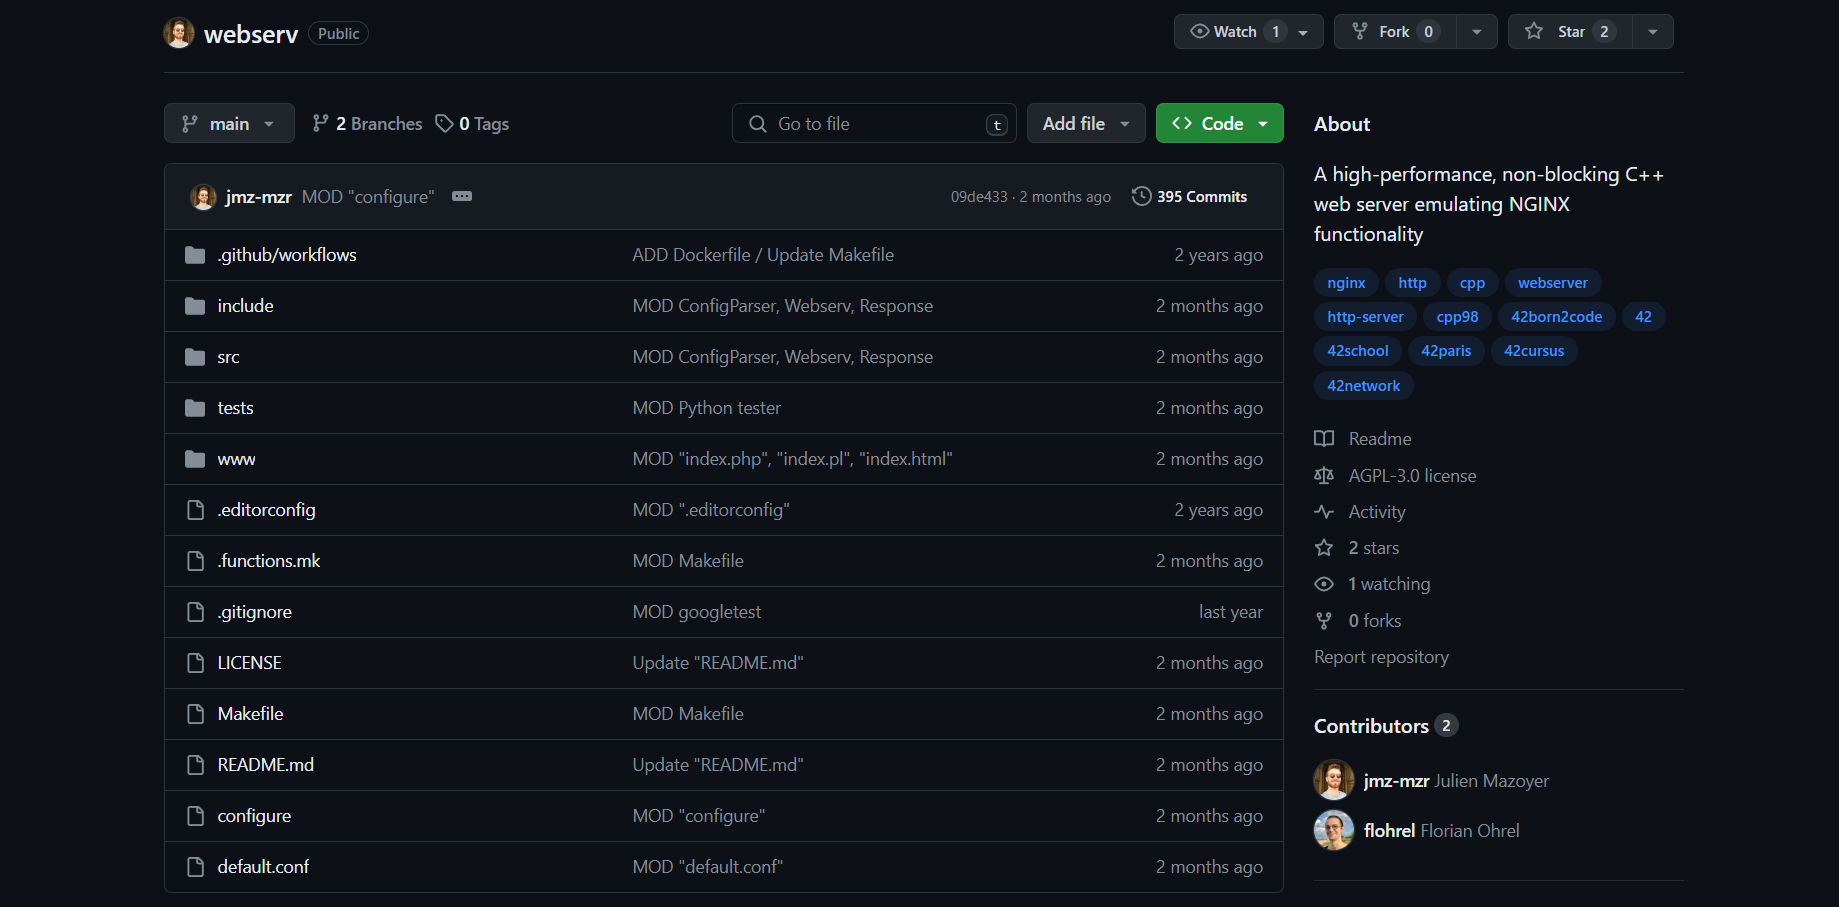 webserv Public Watch 1 Fork 0 Star 2
main 2 Branches 0 Tags Go to file t Add file Code
jmz-mzr MOD "configure" 09de433 · 2 months ago 395 Commits
.github/workflows ADD Dockerfile / Update Makefile 2 years ago
include MOD ConfigParser, Webserv, Response 2 months ago
src MOD ConfigParser, Webserv, Response 2 months ago
tests MOD Python tester 2 months ago
www MOD "index.php", "index.pl", "index.html" 2 months ago
.editorconfig MOD ".editorconfig" 2 years ago
.functions.mk MOD Makefile 2 months ago
.gitignore MOD googletest last year
LICENSE Update "README.md" 2 months ago
Makefile MOD Makefile 2 months ago
README.md Update "README.md" 2 months ago
configure MOD "configure" 2 months ago
default.conf MOD "default.conf" 2 months ago
About
A high-performance, non-blocking C++
web server emulating NGINX
functionality
nginx http cpp webserver
http-server cpp98 42born2code 42
42school 42paris 42cursus
42network
Readme
AGPL-3.0 license
Activity
2 stars
1 watching
0 forks
Report repository
Contributors 2
jmz-mzr Julien Mazoyer
flohrel Florian Ohrel